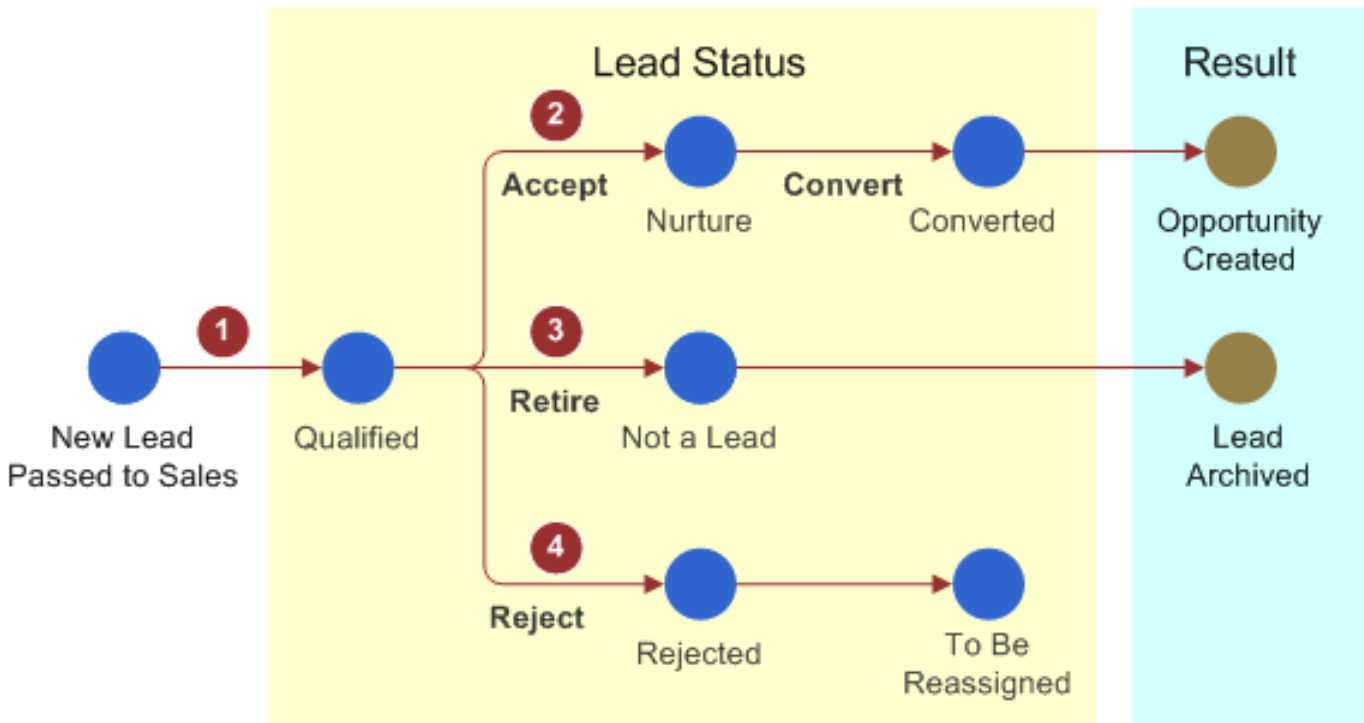 Lead Status
Result
2
Accept
Convert
Nurture
Converted
Opportunity
Created
1
3
Retire
New Lead
Passed to Sales
Qualified
Not a Lead
Lead
Archived
4
Reject
Rejected
To Be
Reassigned